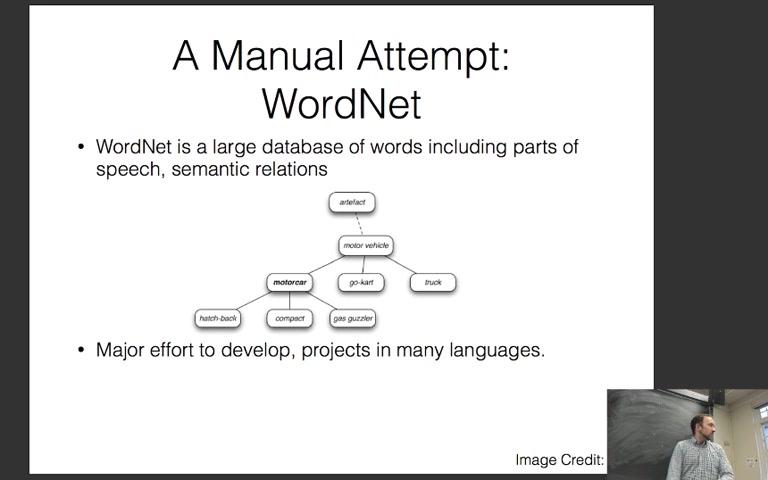 A Manual Attempt:
WordNet
• WordNet is a large database of words including parts of
speech, semantic relations
artefact
motor vehicle
motorcar
go-kart
truck
hatch-back
compact
gas guzzler
• Major effort to develop, projects in many languages.
Image Credit: